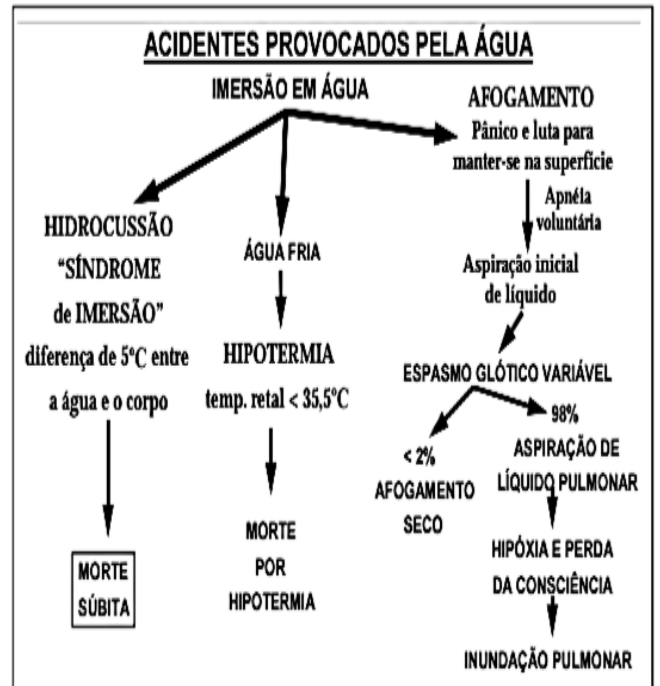 ACIDENTES PROVOCADOS PELA ÁGUA
IMERSÃO EM ÁGUA
HIDROCUSSÃO
“SÍNDROME
de IMERSÃO”
diferença de 5ºC entre
a água e o corpo
MORTE
SÚBITA
ÁGUA FRIA
HIPOTERMIA
temp. retal < 35,5ºC
MORTE
POR
HIPOTERMIA
AFOGAMENTO
Pânico e luta para
manter-se na superfície
Apnéia
voluntária
Aspiração inicial
de líquido
ESPASMO GLÓTICO VARIÁVEL
< 2%
AFOGAMENTO
SECO
98%
ASPIRAÇÃO DE
LÍQUIDO PULMONAR
HIPÓXIA E PERDA
DA CONSCIÊNCIA
INUNDAÇÃO PULMONAR